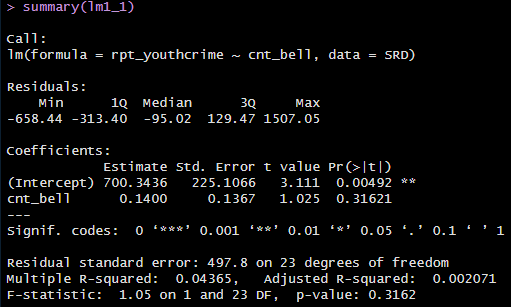 > summary(lm1_1)
Call:
lm(formula = rpt_youthcrime ~ cnt_bell, data = SRD)
Residuals:
    Min      1Q  Median      3Q     Max
-658.44 -313.40  -95.02  129.47 1507.05
Coefficients:
            Estimate Std. Error t value Pr(>|t|)
(Intercept) 700.3436   225.1066   3.111  0.00492 **
cnt_bell      0.1400     0.1367   1.025  0.31621
---
Signif. codes:  0 ‘***’ 0.001 ‘**’ 0.01 ‘*’ 0.05 ‘.’ 0.1 ‘ ’ 1
Residual standard error: 497.8 on 23 degrees of freedom
Multiple R-squared:  0.04365,   Adjusted R-squared:  0.002071
F-statistic:  1.05 on 1 and 23 DF,  p-value: 0.3162